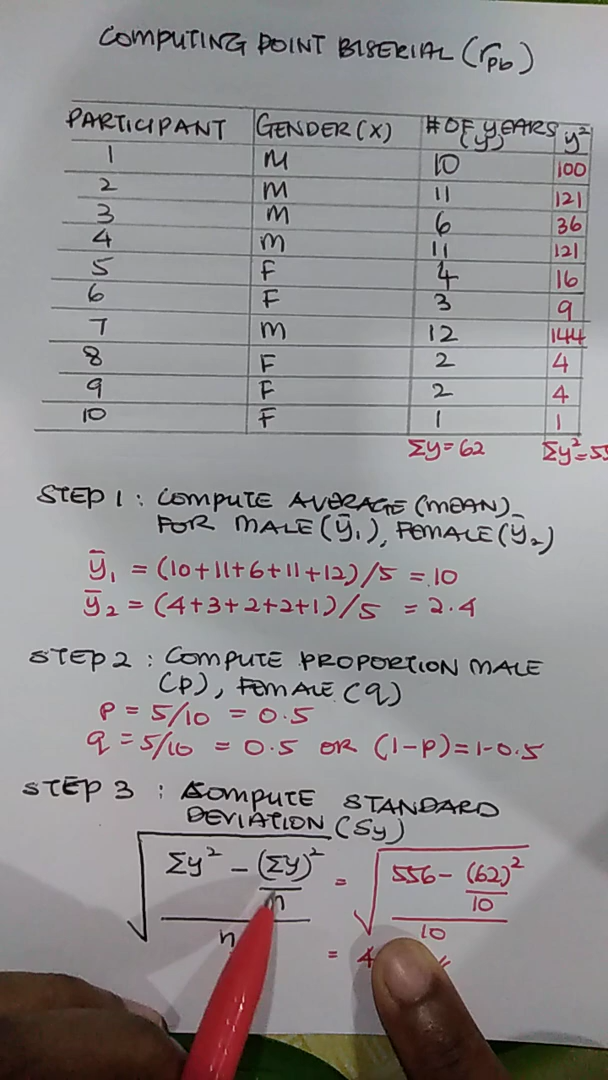 COMPUTING POINT BISERIAL (rpb)
PARTICIPANT GENDER (X) # OF YEARS (y) y²
1 M 10 100
2 M 11 121
3 M 6 36
4 M 11 121
5 F 4 16
6 F 3 9
7 M 12 144
8 F 2 4
9 F 2 4
10 F 1 1
Σy = 62
STEP 1 : COMPUTE AVERAGE (MEAN)
FOR MALE (ȳ₁), FEMALE (ȳ₂)
ȳ₁ = (10+11+6+11+12)/5 = 10
ȳ₂ = (4+3+2+2+1)/5 = 2.4
STEP 2 : COMPUTE PROPORTION MALE
(P), FEMALE (q)
P = 5/10 = 0.5
q = 5/10 = 0.5 OR (1-P) = 1-0.5
STEP 3 : COMPUTE STANDARD
DEVIATION (Sy)
√ Σy² - (Σy)² = √ 556 - (62)²
n 10
n 10
= 4